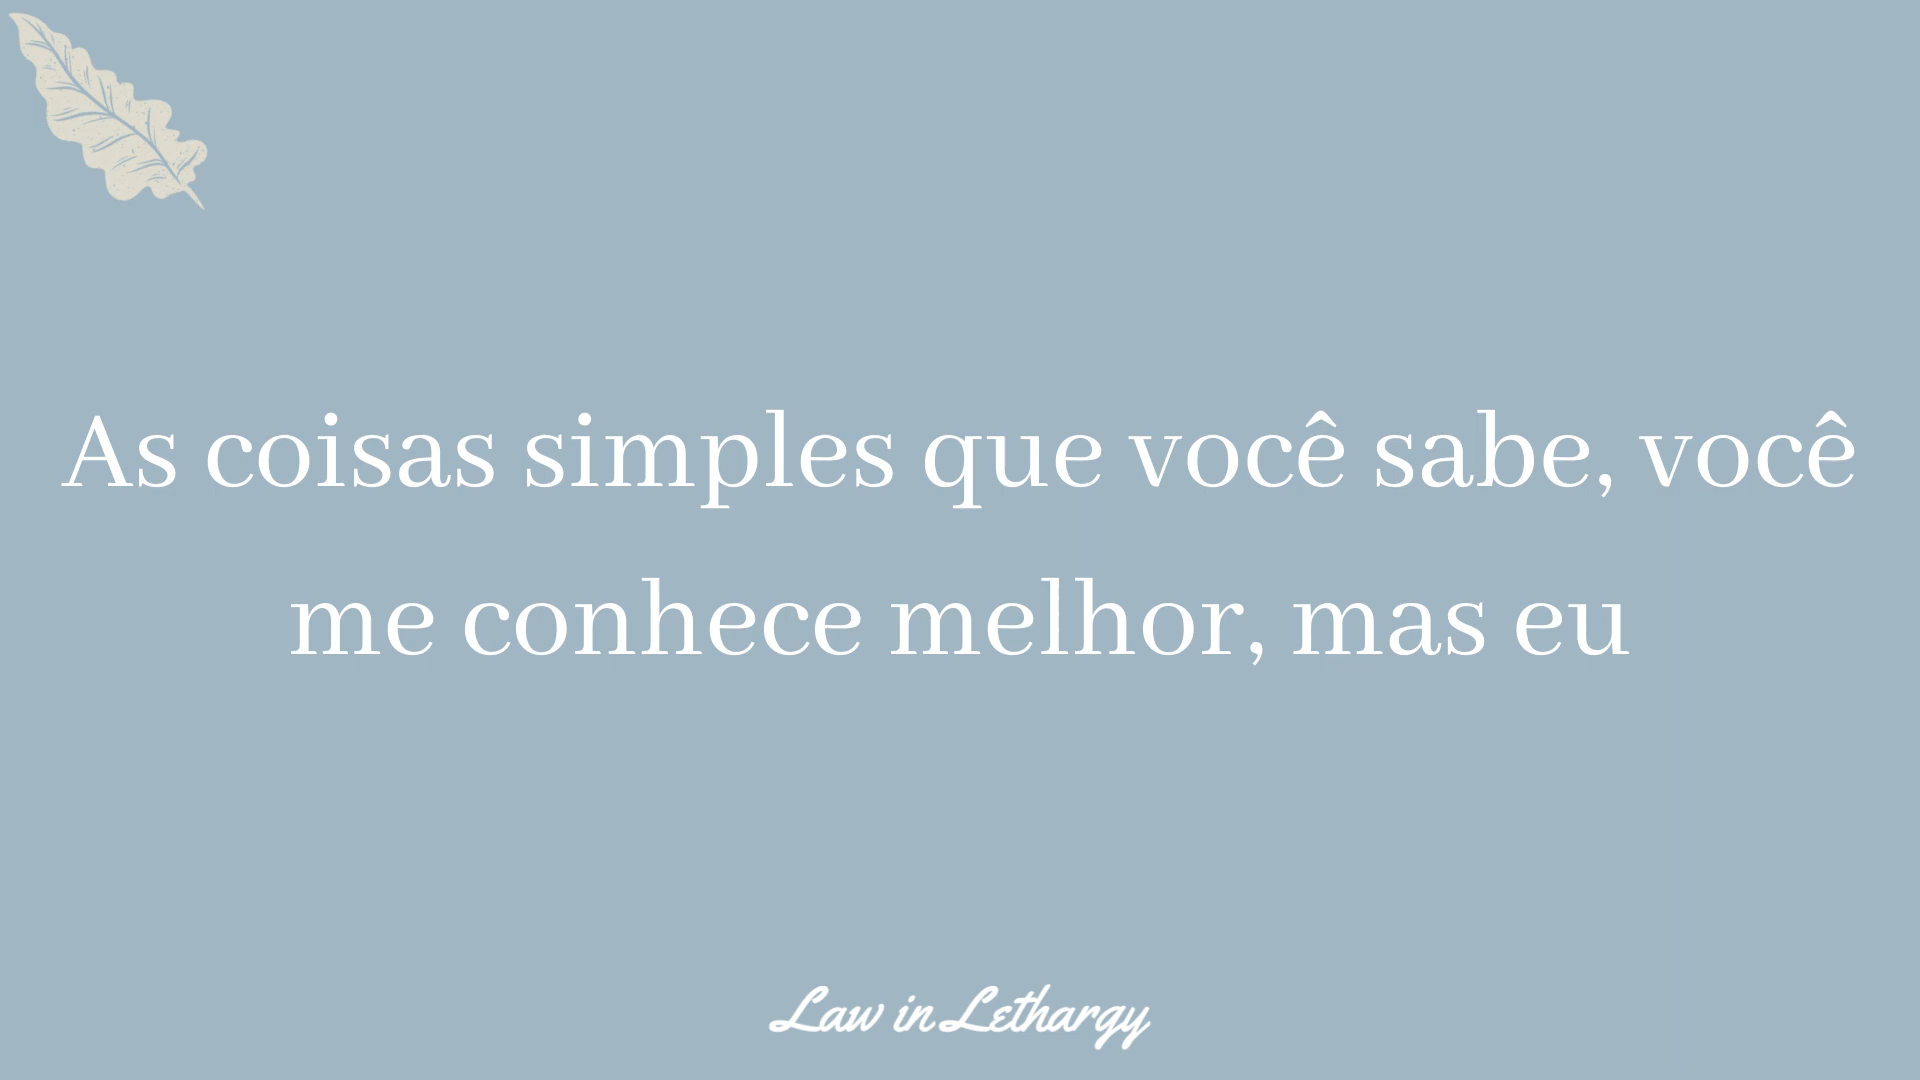 As coisas simples que você sabe, você
me conhece melhor, mas eu
Law in Lethargy